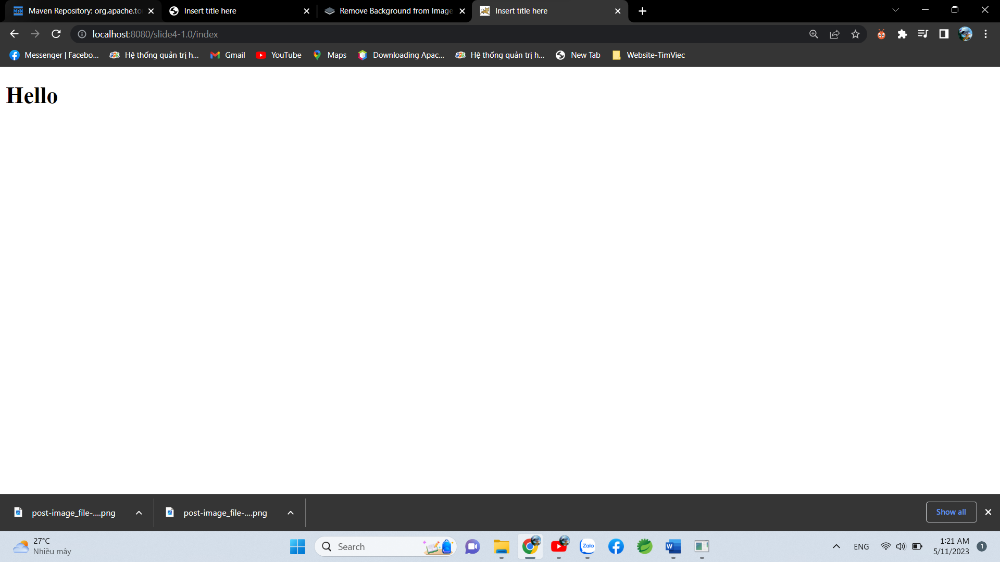 Maven Repository: org.apache.to
Insert title here
Remove Background from Image
Insert title here
localhost:8080/slide4-1.0/index
Messenger | Facebo...
Hệ thống quản trị h...
Gmail
YouTube
Maps
Downloading Apac...
Hệ thống quản trị h...
New Tab
Website-TimViec
Hello
post-image_file-....png
post-image_file-....png
Show all
27°C
Nhiều mây
Search
Zalo
W
ENG
1:21 AM
5/11/2023
1